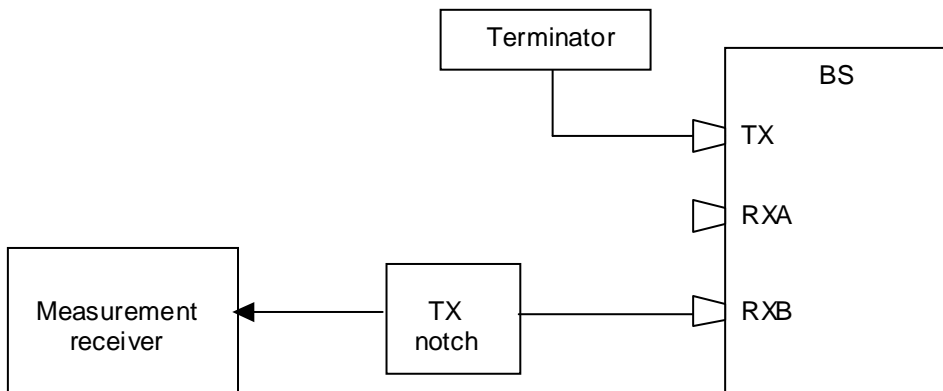 Terminator
BS
TX
RXA
Measurement
receiver
TX
notch
RXB